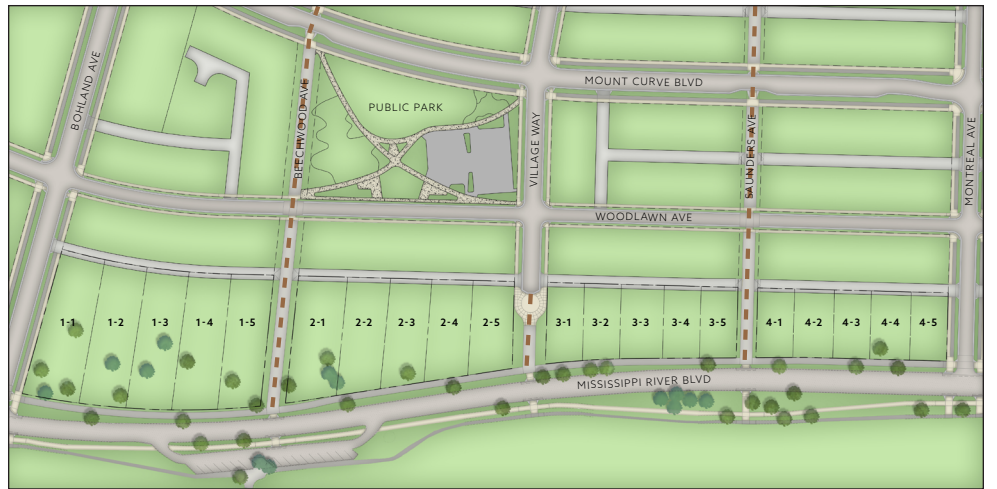 BOHLAND AVE
BEECHWOOD AVE
PUBLIC PARK
VILLAGE WAY
MOUNT CURVE BLVD
SAUNDERS AVE
MONTREAL AVE
WOODLAWN AVE
1-1 1-2 1-3 1-4 1-5 2-1 2-2 2-3 2-4 2-5 3-1 3-2 3-3 3-4 3-5 4-1 4-2 4-3 4-4 4-5
MISSISSIPPI RIVER BLVD